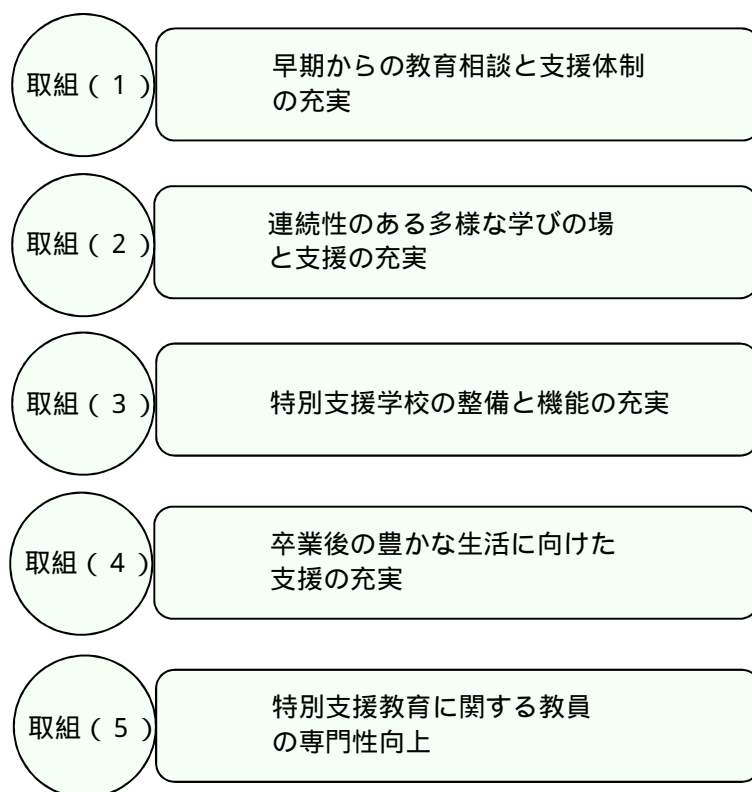 取組（1）
早期からの教育相談と支援体制
の充実
取組（2）
連続性のある多様な学びの場
と支援の充実
取組（3）
特別支援学校の整備と機能の充実
取組（4）
卒業後の豊かな生活に向けた
支援の充実
取組（5）
特別支援教育に関する教員
の専門性向上